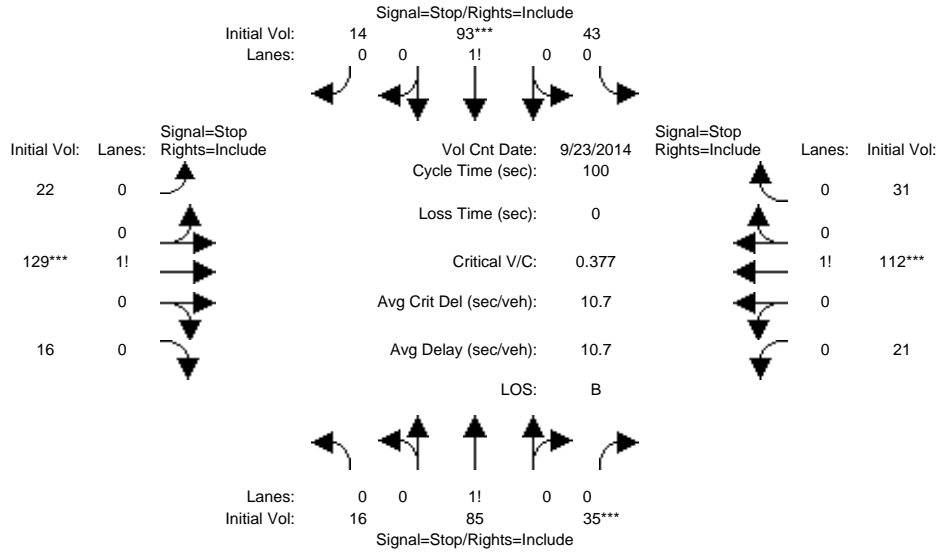 Signal=Stop/Rights=Include
Initial Vol: 14 93*** 43
Lanes: 0 0 1! 0 0
Signal=Stop Signal=Stop
Initial Vol: Lanes: Rights=Include Vol Cnt Date: 9/23/2014 Rights=Include Lanes: Initial Vol:
Cycle Time (sec): 100
22 0 0 31
Loss Time (sec): 0
0 0
129*** 1! Critical V/C: 0.377 1! 112***
0 Avg Crit Del (sec/veh): 10.7 0
16 0 Avg Delay (sec/veh): 10.7 0 21
LOS: B
Lanes: 0 0 1! 0 0
Initial Vol: 16 85 35***
Signal=Stop/Rights=Include